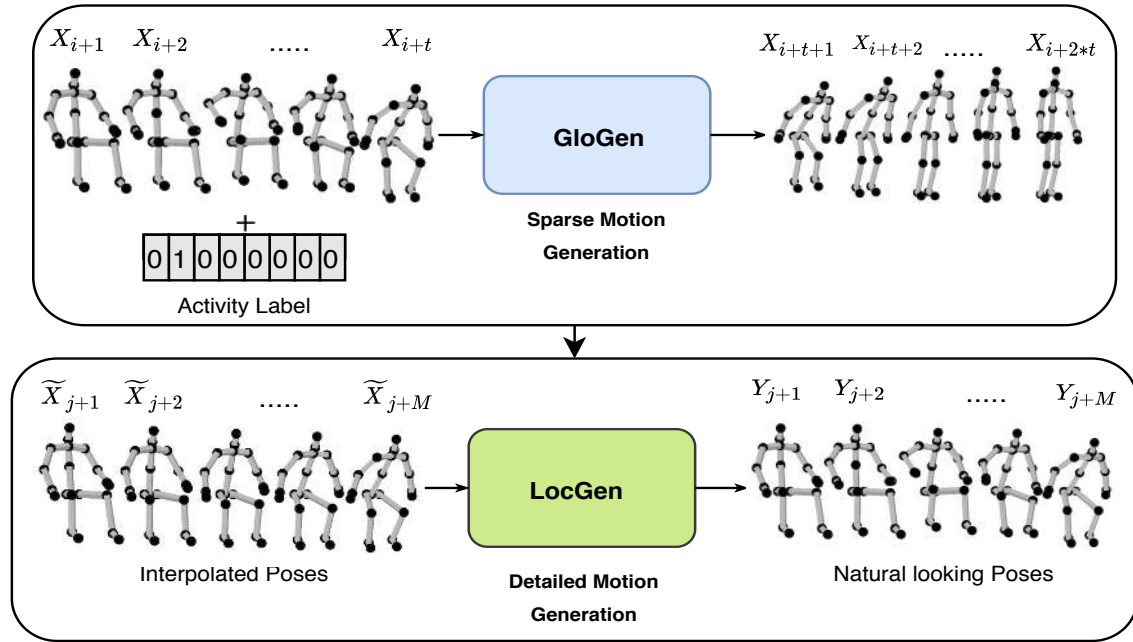 X_{i+1} X_{i+2} ..... X_{i+t} X_{i+t+1} X_{i+t+2} ..... X_{i+2*t}
GloGen
Sparse Motion
Generation
+
0 1 0 0 0 0 0 0
Activity Label
X̃_{j+1} X̃_{j+2} ..... X̃_{j+M} Y_{j+1} Y_{j+2} ..... Y_{j+M}
LocGen
Interpolated Poses
Detailed Motion
Generation
Natural looking Poses